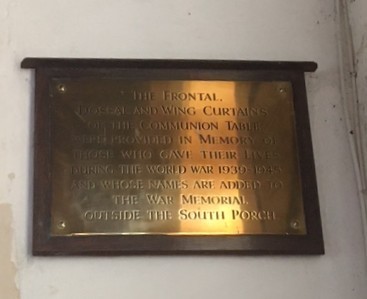 THE FRONTAL,
DORSAL AND WING CURTAINS
OF THE COMMUNION TABLE
WERE PROVIDED IN MEMORY OF
THOSE WHO GAVE THEIR LIVES
DURING THE WORLD WAR 1939-1945
AND WHOSE NAMES ARE ADDED TO
THE WAR MEMORIAL
OUTSIDE THE SOUTH PORCH.